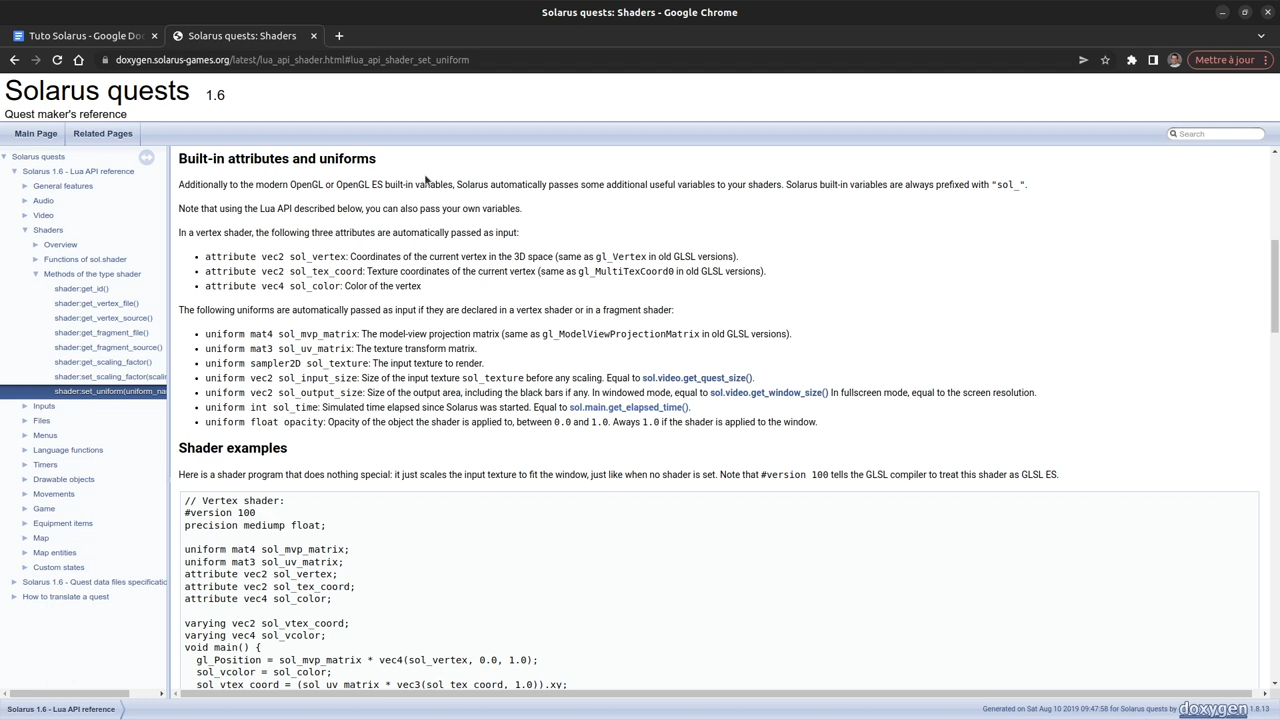 Solarus quests: Shaders - Google Chrome
Tuto Solarus - Google Do
Solarus quests: Shaders
doxygen.solarus-games.org/latest/lua_api_shader.html#lua_api_shader_set_uniform
Mettre à jour
Solarus quests 1.6
Quest maker's reference
Main Page
Related Pages
Search
Solarus quests
Solarus 1.6 - Lua API reference
General features
Audio
Video
Shaders
Overview
Functions of sol.shader
Methods of the type shader
shader:get_id()
shader:get_vertex_file()
shader:get_vertex_source()
shader:get_fragment_file()
shader:get_fragment_source()
shader:get_scaling_factor()
shader:set_scaling_factor(scalin
shader:set_uniform(uniform_na
Inputs
Files
Menus
Language functions
Timers
Drawable objects
Movements
Game
Equipment items
Map
Map entities
Custom states
Solarus 1.6 - Quest data files specificatio
How to translate a quest
Built-in attributes and uniforms
Additionally to the modern OpenGL or OpenGL ES built-in variables, Solarus automatically passes some additional useful variables to your shaders. Solarus built-in variables are always prefixed with "sol_".
Note that using the Lua API described below, you can also pass your own variables.
In a vertex shader, the following three attributes are automatically passed as input:
• attribute vec2 sol_vertex: Coordinates of the current vertex in the 3D space (same as gl_Vertex in old GLSL versions).
• attribute vec2 sol_tex_coord: Texture coordinates of the current vertex (same as gl_MultiTexCoord0 in old GLSL versions).
• attribute vec4 sol_color: Color of the vertex
The following uniforms are automatically passed as input if they are declared in a vertex shader or in a fragment shader:
• uniform mat4 sol_mvp_matrix: The model-view projection matrix (same as gl_ModelViewProjectionMatrix in old GLSL versions).
• uniform mat3 sol_uv_matrix: The texture transform matrix.
• uniform sampler2D sol_texture: The input texture to render.
• uniform vec2 sol_input_size: Size of the input texture sol_texture before any scaling. Equal to sol.video.get_quest_size().
• uniform vec2 sol_output_size: Size of the output area, including the black bars if any. In windowed mode, equal to sol.video.get_window_size() In fullscreen mode, equal to the screen resolution.
• uniform int sol_time: Simulated time elapsed since Solarus was started. Equal to sol.main.get_elapsed_time().
• uniform float opacity: Opacity of the object the shader is applied to, between 0.0 and 1.0. Aways 1.0 if the shader is applied to the window.
Shader examples
Here is a shader program that does nothing special: it just scales the input texture to fit the window, just like when no shader is set. Note that #version 100 tells the GLSL compiler to treat this shader as GLSL ES.
// Vertex shader:
#version 100
precision mediump float;
uniform mat4 sol_mvp_matrix;
uniform mat3 sol_uv_matrix;
attribute vec2 sol_vertex;
attribute vec2 sol_tex_coord;
attribute vec4 sol_color;
varying vec2 sol_vtex_coord;
varying vec4 sol_vcolor;
void main() {
gl_Position = sol_mvp_matrix * vec4(sol_vertex, 0.0, 1.0);
sol_vcolor = sol_color;
sol_vtex_coord = (sol_uv_matrix * vec3(sol_tex_coord, 1.0)).xy;
Solarus 1.6 - Lua API reference
Generated on Sat Aug 10 2019 09:47:58 for Solarus quests by doxygen 1.8.13